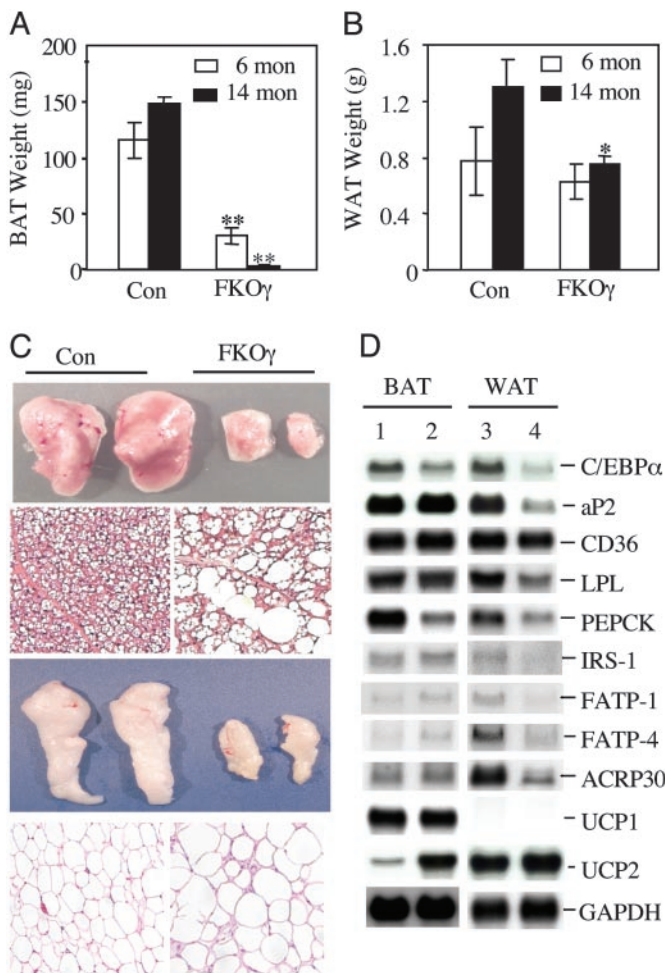 A
200
150
100
50
0
BAT Weight (mg)
6 mon
14 mon
**
**
Con
FKOγ
B
1.6
1.2
0.8
0.4
0
WAT Weight (g)
6 mon
14 mon
*
Con
FKOγ
C
Con
FKOγ
D
BAT
WAT
1
2
3
4
C/EBPα
aP2
CD36
LPL
PEPCK
IRS-1
FATP-1
FATP-4
ACRP30
UCP1
UCP2
GAPDH